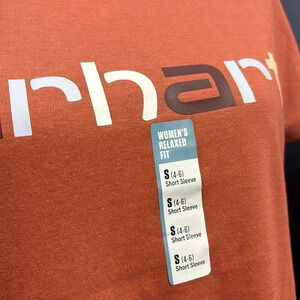 arhart
WOMEN'S
RELAXED
FIT
S (4-6)
Short Sleeve
S (4-6)
Short Sleeve
S (4-6)
Short Sleeve
S (4-6)
Short Sleeve